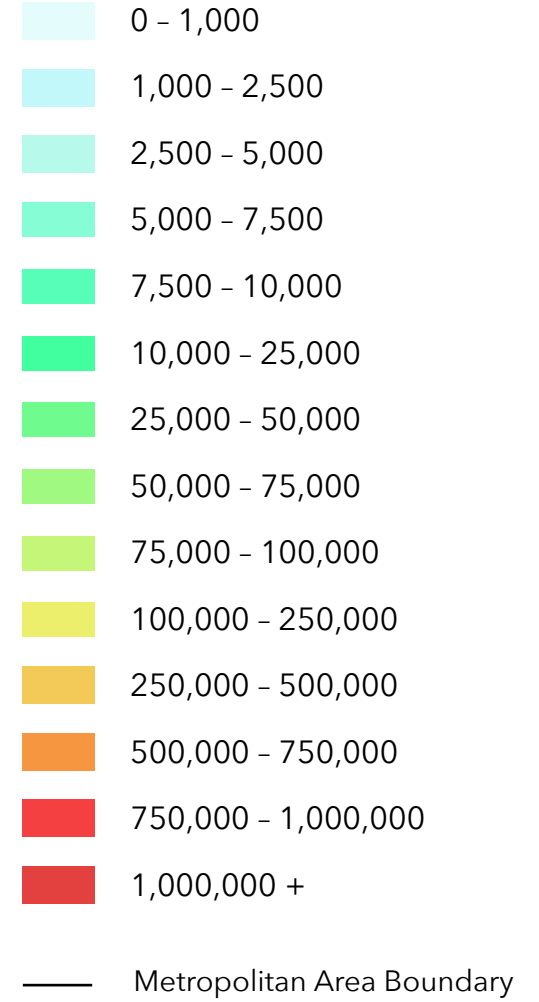 0 – 1,000
1,000 – 2,500
2,500 – 5,000
5,000 – 7,500
7,500 – 10,000
10,000 – 25,000
25,000 – 50,000
50,000 – 75,000
75,000 – 100,000
100,000 – 250,000
250,000 – 500,000
500,000 – 750,000
750,000 – 1,000,000
1,000,000 +
Metropolitan Area Boundary